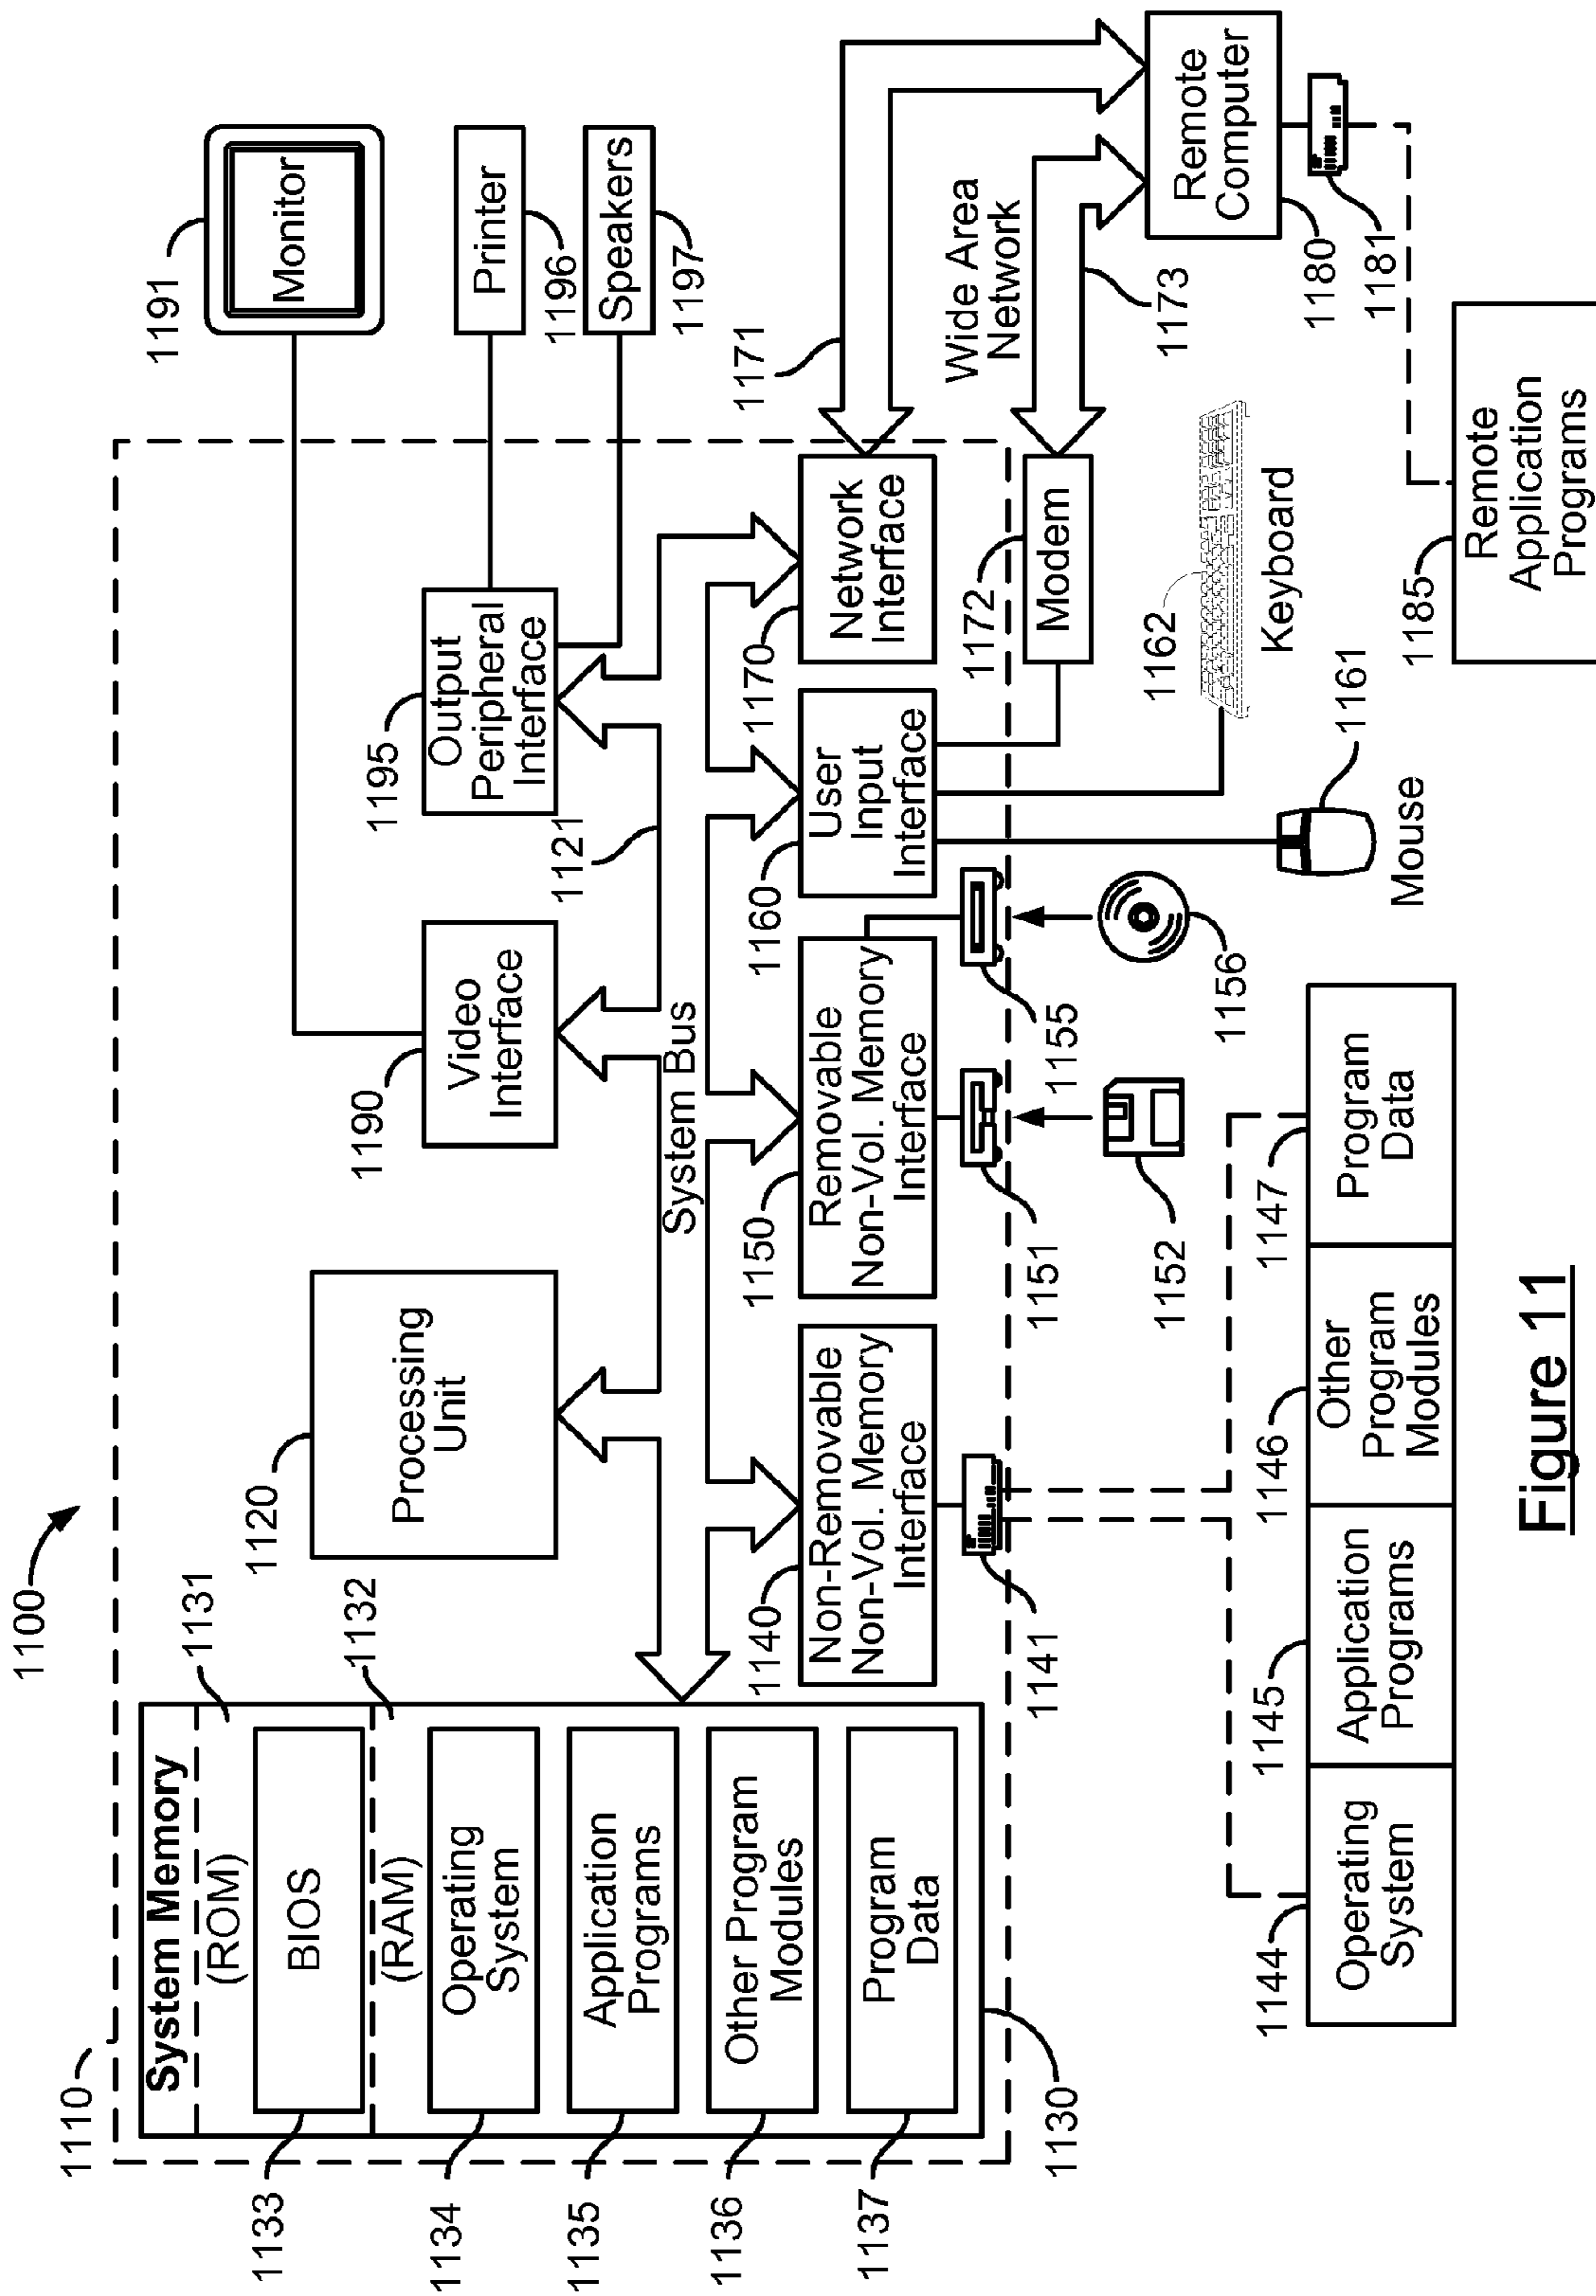 1100
1110
System Memory
(ROM)
1131
BIOS
1133
(RAM)
1132
Operating
System
1134
Application
Programs
1135
Other Program
Modules
1136
Program
Data
1137
1130
1120
Processing
Unit
1190
Video
Interface
1195
Output
Peripheral
Interface
1191
Monitor
Printer
1196
Speakers
1197
1121
System Bus
1140
Non-Removable
Non-Vol. Memory
Interface
1150
Removable
Non-Vol. Memory
Interface
1160
User
Input
Interface
1170
Network
Interface
1171
1141
1151
1155
1172
Modem
Wide Area
Network
1173
Remote
Computer
1180
1181
1152
1156
1162
Keyboard
1161
Mouse
1144
Operating
System
1145
Application
Programs
1146
Other
Program
Modules
1147
Program
Data
1185
Remote
Application
Programs
Figure 11